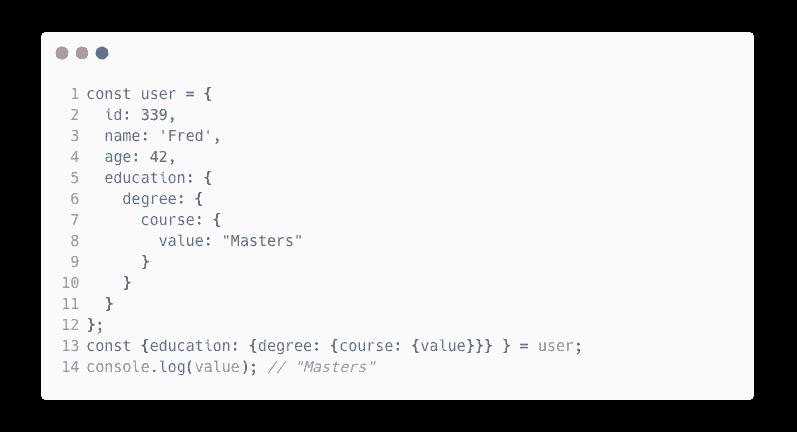 1 const user = {
2   id: 339,
3   name: 'Fred',
4   age: 42,
5   education: {
6     degree: {
7       course: {
8         value: "Masters"
9       }
10     }
11   }
12 };
13 const {education: {degree: {course: {value}}} } = user;
14 console.log(value); // "Masters"